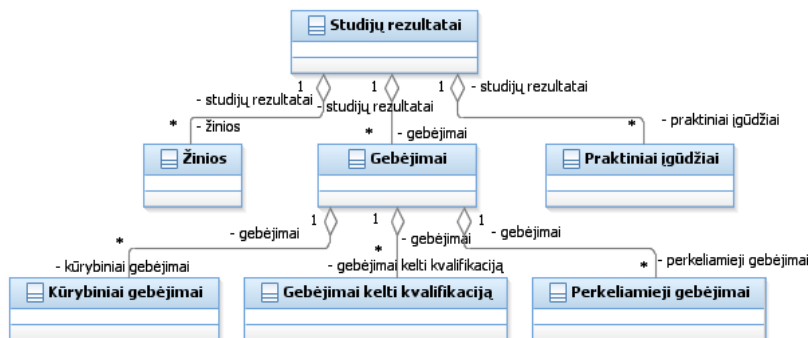 Studijų rezultatai
1 1 1
- studijų rezultatai
- studijų rezultatai
- studijų rezultatai
* - žinios
* - gebėjimai
* - praktiniai įgūdžiai
Žinios Gebėjimai Praktiniai įgūdžiai
1 1 1
- gebėjimai - gebėjimai - gebėjimai
* - kūrybiniai gebėjimai
* - gebėjimai kelti kvalifikaciją
* - perkeliamieji gebėjimai
Kūrybiniai gebėjimai Gebėjimai kelti kvalifikaciją Perkeliamieji gebėjimai